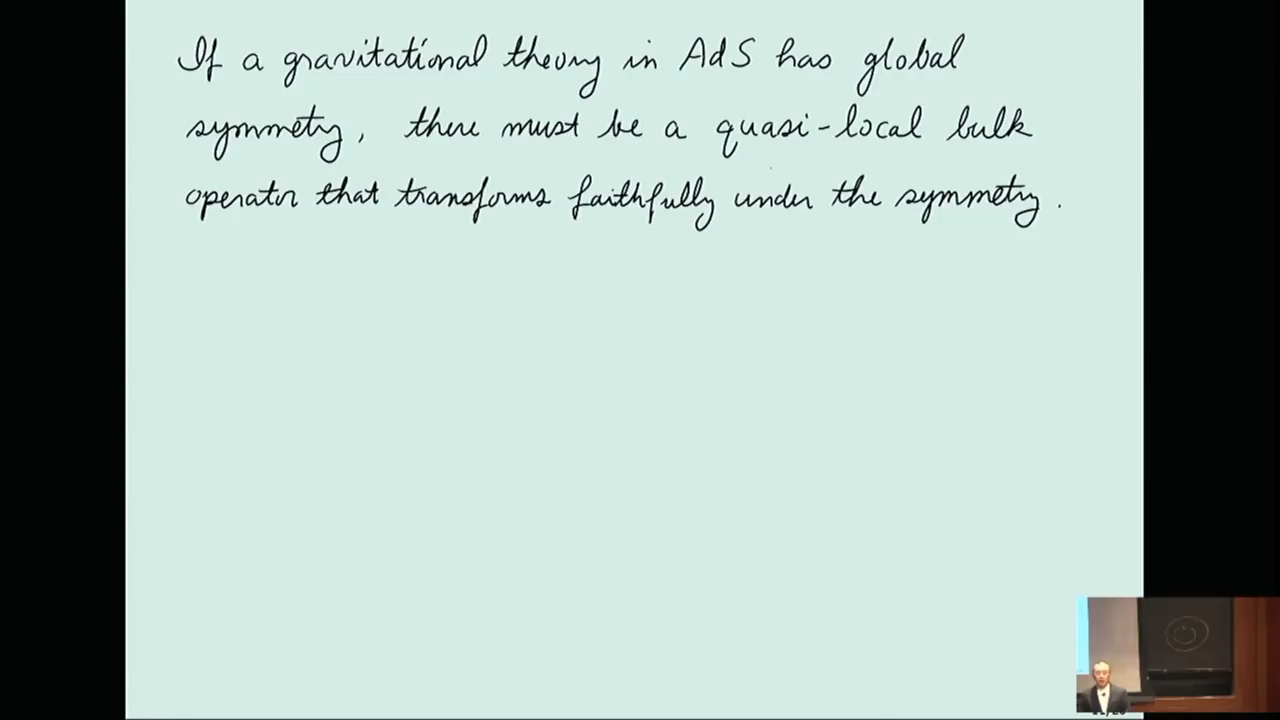 If a gravitational theory in AdS has global
symmetry, there must be a quasi-local bulk
operator that transforms faithfully under the symmetry.